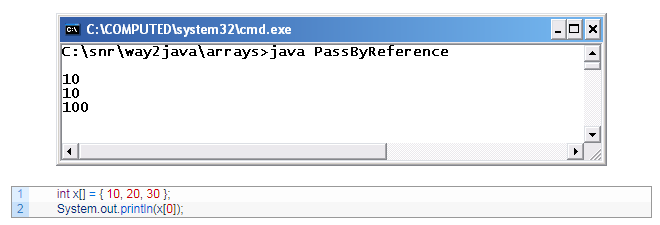 C:\COMPUTED\system32\cmd.exe
C:\snr\way2java\arrays>java PassByReference
10
10
100
1 int x[] = { 10, 20, 30 };
2 System.out.println(x[0]);